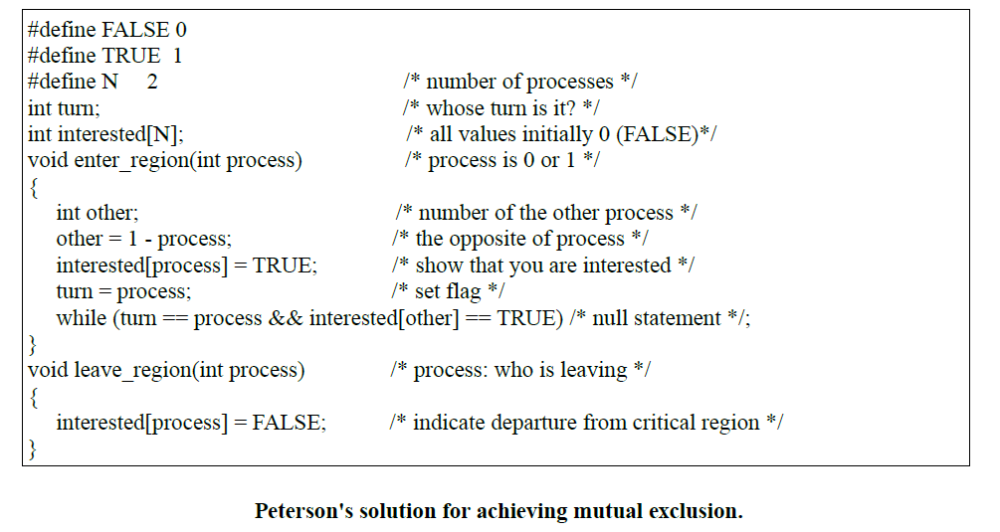 #define FALSE 0
#define TRUE 1
#define N 2 /* number of processes */
int turn; /* whose turn is it? */
int interested[N]; /* all values initially 0 (FALSE)*/
void enter_region(int process) /* process is 0 or 1 */
{
int other; /* number of the other process */
other = 1 - process; /* the opposite of process */
interested[process] = TRUE; /* show that you are interested */
turn = process; /* set flag */
while (turn == process && interested[other] == TRUE) /* null statement */;
}
void leave_region(int process) /* process: who is leaving */
{
interested[process] = FALSE; /* indicate departure from critical region */
}
Peterson's solution for achieving mutual exclusion.